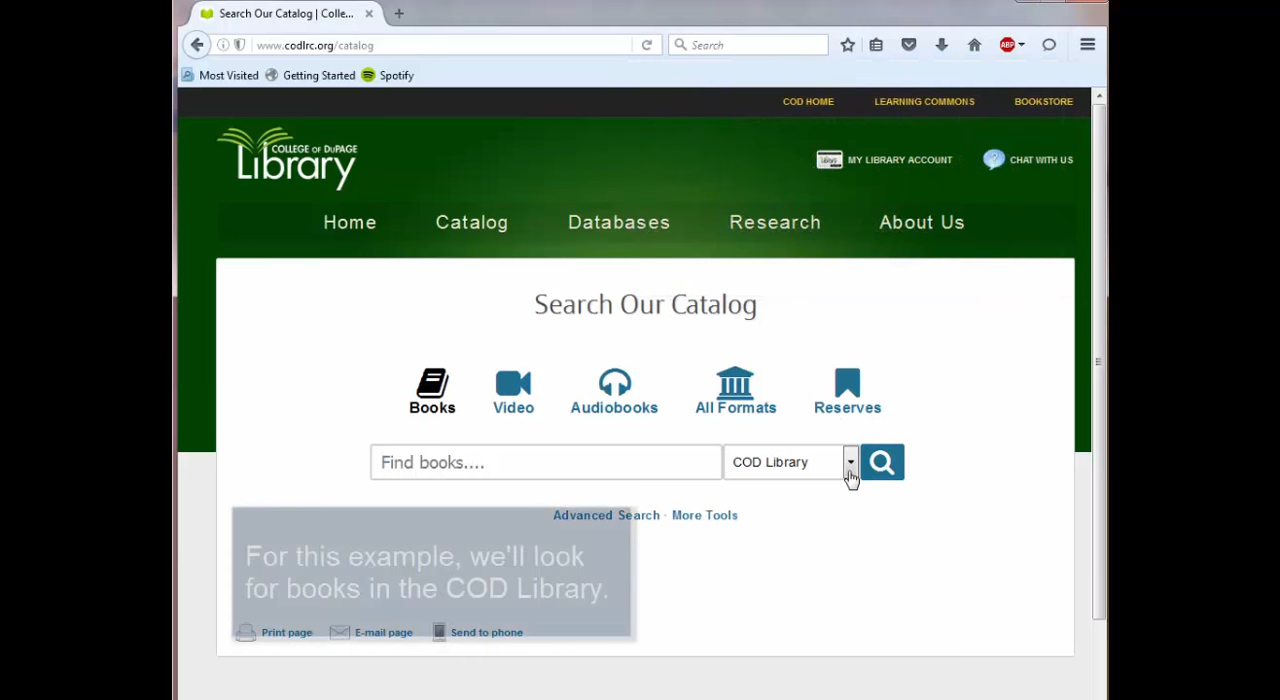 Search Our Catalog | Colle...
www.codlrc.org/catalog
Search
ABP
Most Visited
Getting Started
Spotify
COD HOME
LEARNING COMMONS
BOOKSTORE
COLLEGE OF DUPAGE
Library
MY LIBRARY ACCOUNT
CHAT WITH US
Home
Catalog
Databases
Research
About Us
Search Our Catalog
Books
Video
Audiobooks
All Formats
Reserves
Find books....
COD Library
Advanced Search · More Tools
For this example, we'll look
for books in the COD Library.
Print page
E-mail page
Send to phone